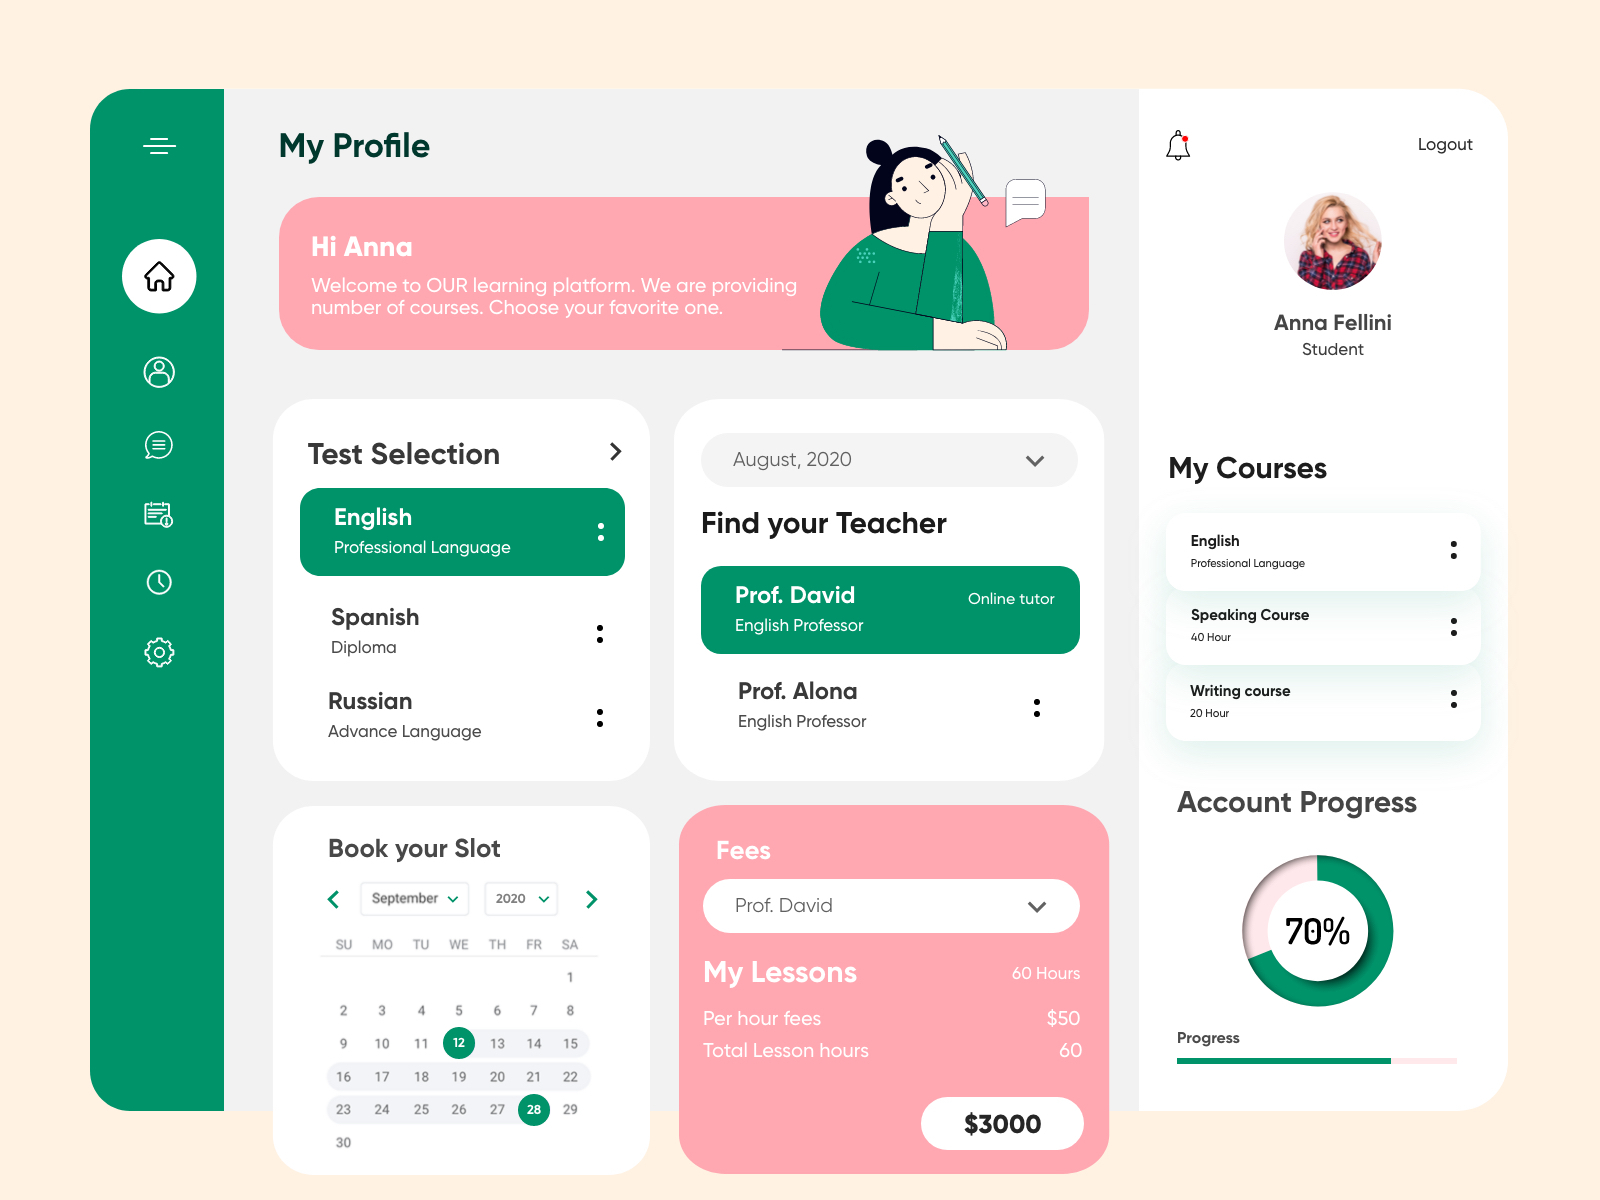 My Profile
Hi Anna
Welcome to OUR learning platform. We are providing
number of courses. Choose your favorite one.
Test Selection
English
Professional Language
Spanish
Diploma
Russian
Advance Language
August, 2020
Find your Teacher
Prof. David
Online tutor
English Professor
Prof. Alona
English Professor
Book your Slot
September 2020
SU MO TU WE TH FR SA
1
2 3 4 5 6 7 8
9 10 11 12 13 14 15
16 17 18 19 20 21 22
23 24 25 26 27 28 29
30
Fees
Prof. David
My Lessons 60 Hours
Per hour fees $50
Total Lesson hours 60
$3000
Logout
Anna Fellini
Student
My Courses
English
Professional Language
Speaking Course
40 Hour
Writing course
20 Hour
Account Progress
70%
Progress